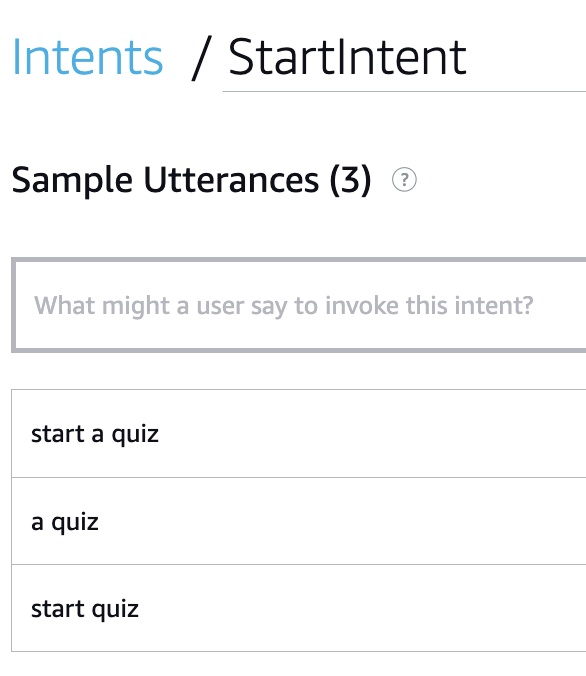 Intents / StartIntent
Sample Utterances (3) ?
What might a user say to invoke this intent?
start a quiz
a quiz
start quiz